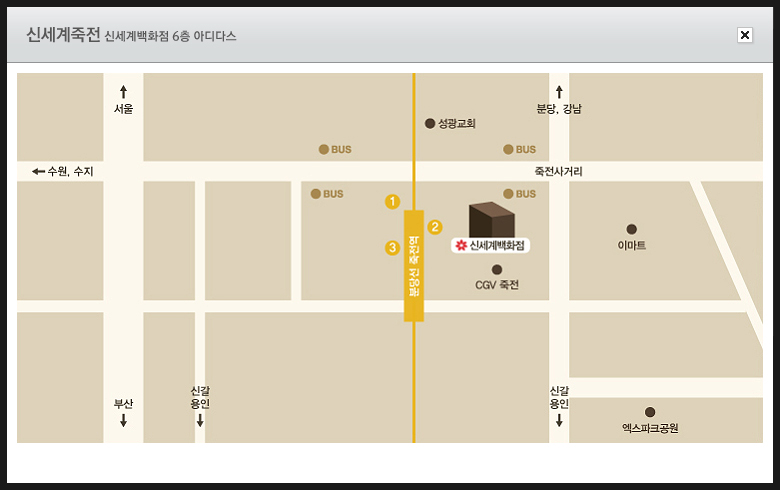 신세계죽전 신세계백화점 6층 아디다스
서울
분당, 강남
성광교회
BUS
BUS
수원, 수지
죽전사거리
BUS
BUS
1
2
3
분당선 죽전역
신세계백화점
이마트
CGV 죽전
부산
신갈
용인
신갈
용인
엑스파크공원